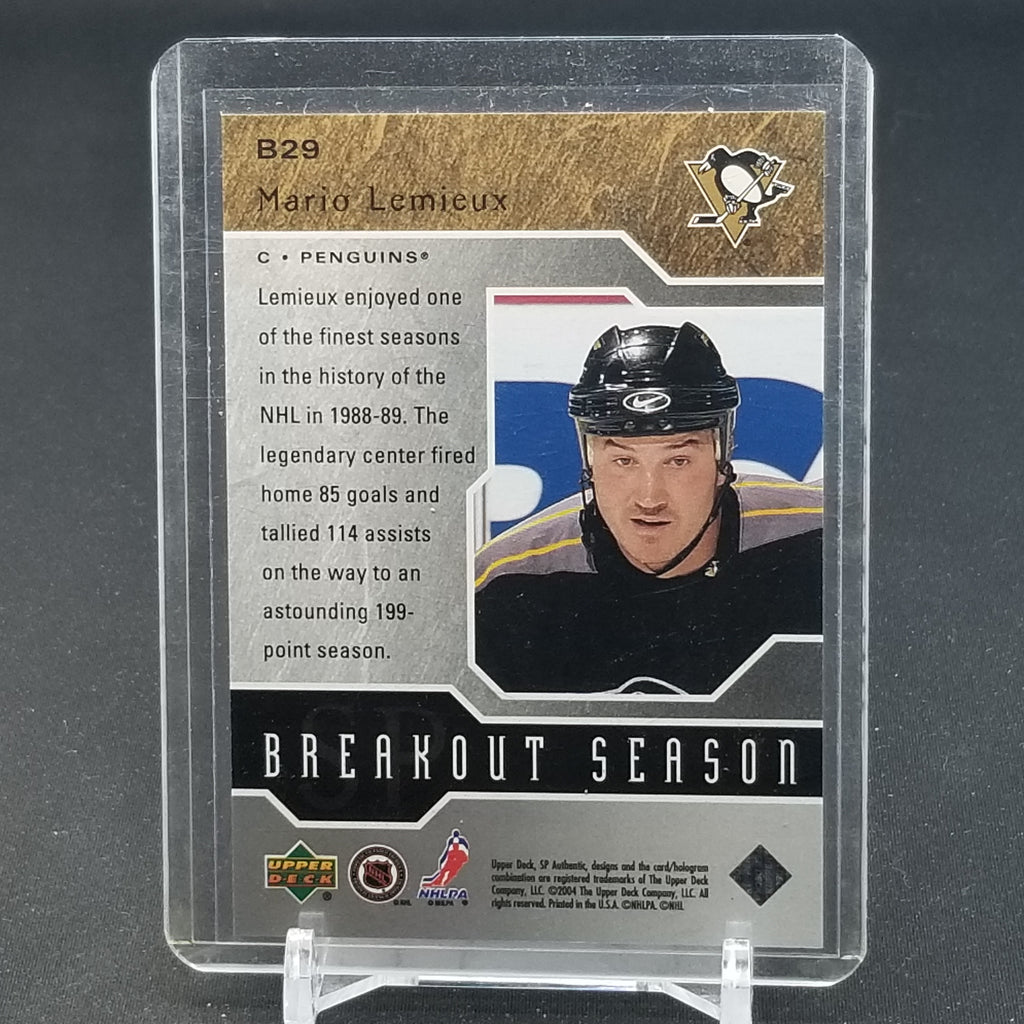 B29
Mario Lemieux
C • PENGUINS®
Lemieux enjoyed one
of the finest seasons
in the history of the
NHL in 1988-89. The
legendary center fired
home 85 goals and
tallied 114 assists
on the way to an
astounding 199-
point season.
SP
BREAKOUT SEASON
UPPER
DECK
®
NHL
NHLPA
Upper Deck, SP Authentic, designs and the card/hologram
combination are registered trademarks of The Upper Deck
Company, LLC. ©2004 The Upper Deck Company, LLC. All
rights reserved. Printed in the U.S.A. ©NHLPA. ©NHL